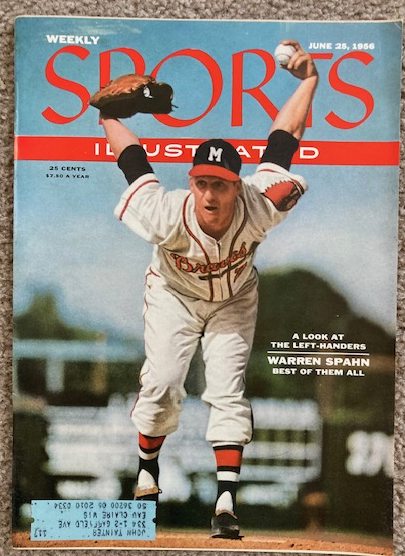 WEEKLY
JUNE 25, 1956
SPORTS
ILLUSTRATED
25 CENTS
$7.50 A YEAR
M
Braves
A LOOK AT
THE LEFT-HANDERS
WARREN SPAHN
BEST OF THEM ALL
JOHN TAINTER
334 1-2 GARFIELD AVE
EAU CLAIRE WIS